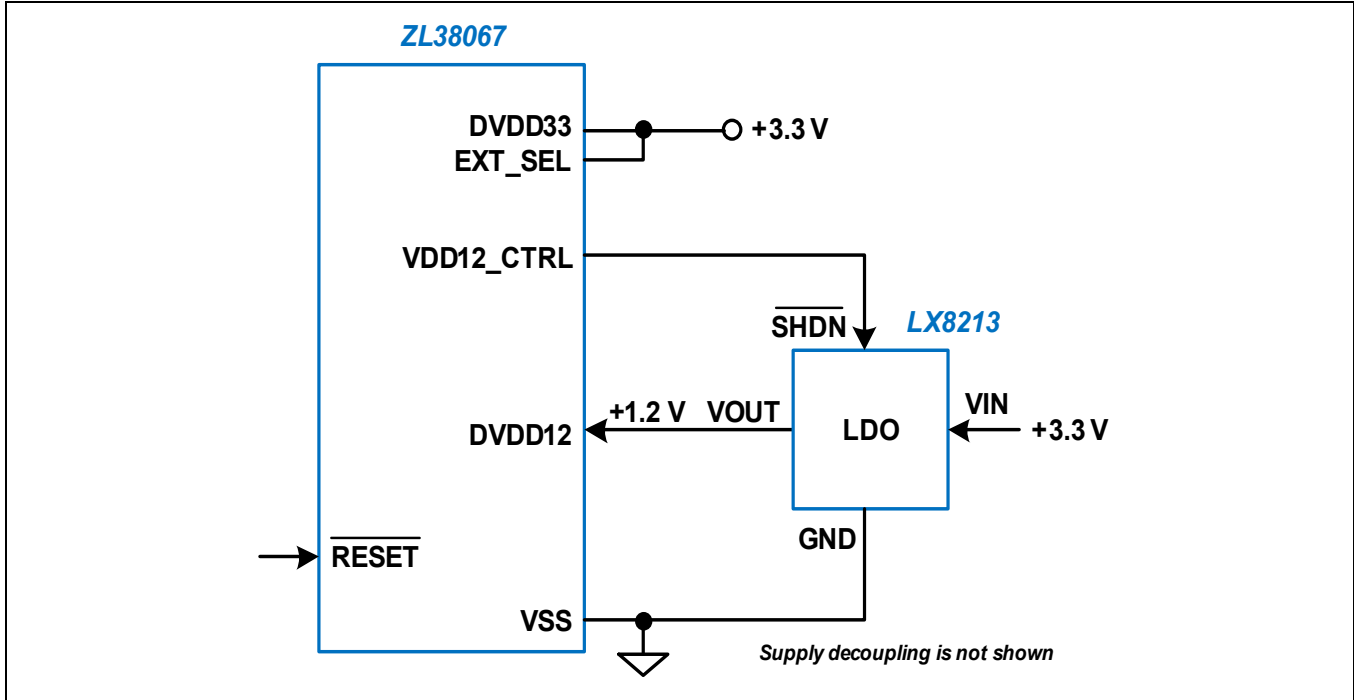 ZL38067
DVDD33
+3.3 V
EXT_SEL
VDD12_CTRL
SHDN
LX8213
+1.2 V VOUT
VIN
DVDD12
LDO
+3.3 V
GND
RESET
VSS
Supply decoupling is not shown